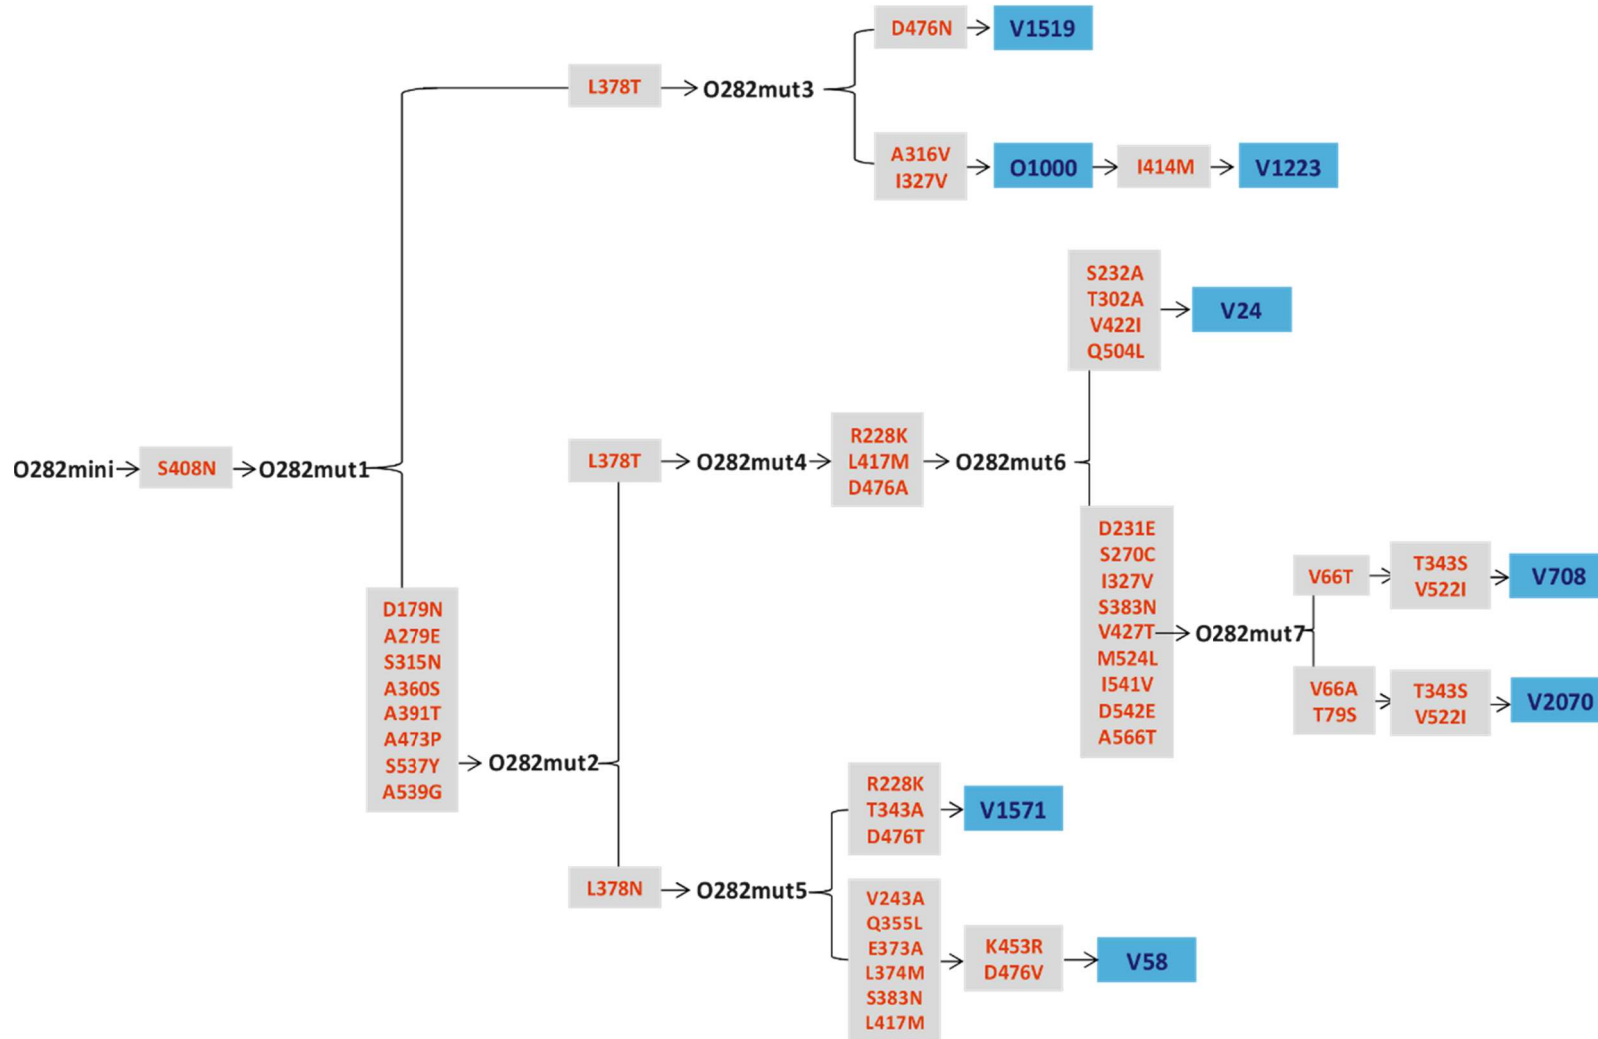 D476N
V1519
L378T
O282mut3
A316V
I327V
O1000
I414M
V1223
S232A
T302A
V422I
Q504L
V24
O282mini
S408N
O282mut1
L378T
O282mut4
R228K
L417M
D476A
O282mut6
D231E
S270C
I327V
S383N
V427T
M524L
I541V
D542E
A566T
O282mut7
V66T
T343S
V522I
V708
V66A
T79S
T343S
V522I
V2070
D179N
A279E
S315N
A360S
A391T
A473P
S537Y
A539G
O282mut2
R228K
T343A
D476T
V1571
L378N
O282mut5
V243A
Q355L
E373A
L374M
S383N
L417M
K453R
D476V
V58